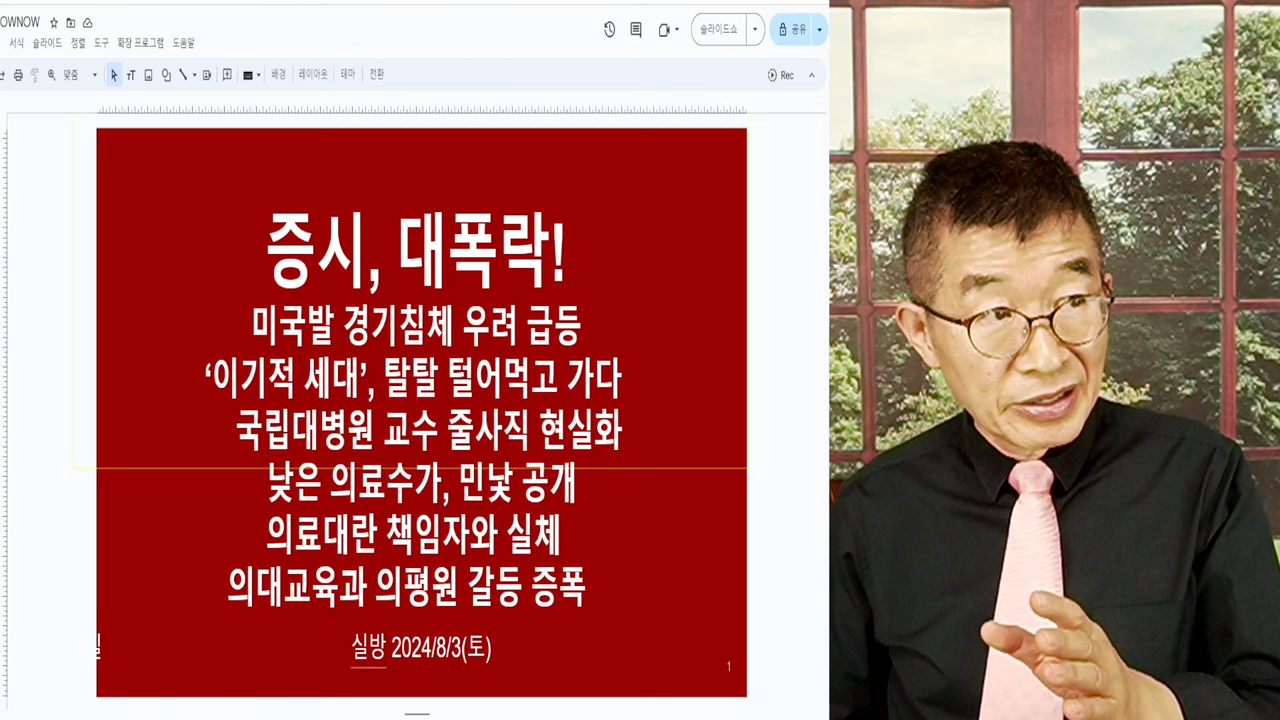 OWNOW
서식 슬라이드 정렬 도구 확장 프로그램 도움말
슬라이드쇼
공유
맞춤
배경 레이아웃 테마 전환
Rec
증시, 대폭락!
미국발 경기침체 우려 급등
‘이기적 세대’, 탈탈 털어먹고 가다
국립대병원 교수 줄사직 현실화
낮은 의료수가, 민낯 공개
의료대란 책임자와 실체
의대교육과 의평원 갈등 증폭
실방 2024/8/3(토)
1